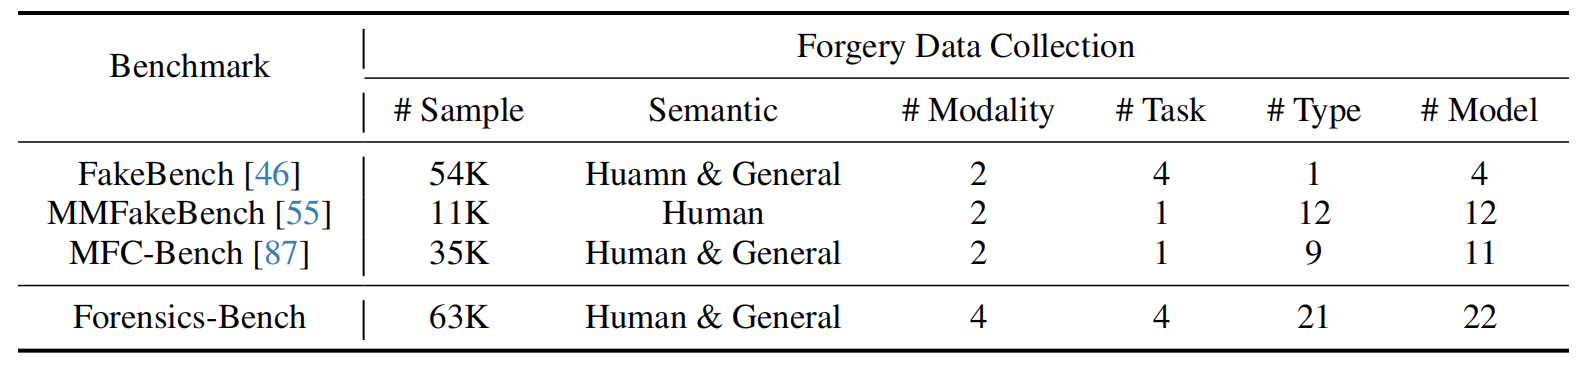 Benchmark | Forgery Data Collection
# Sample Semantic # Modality # Task # Type # Model
FakeBench [46] 54K Huamn & General 2 4 1 4
MMFakeBench [55] 11K Human 2 1 12 12
MFC-Bench [87] 35K Human & General 2 1 9 11
Forensics-Bench 63K Human & General 4 4 21 22